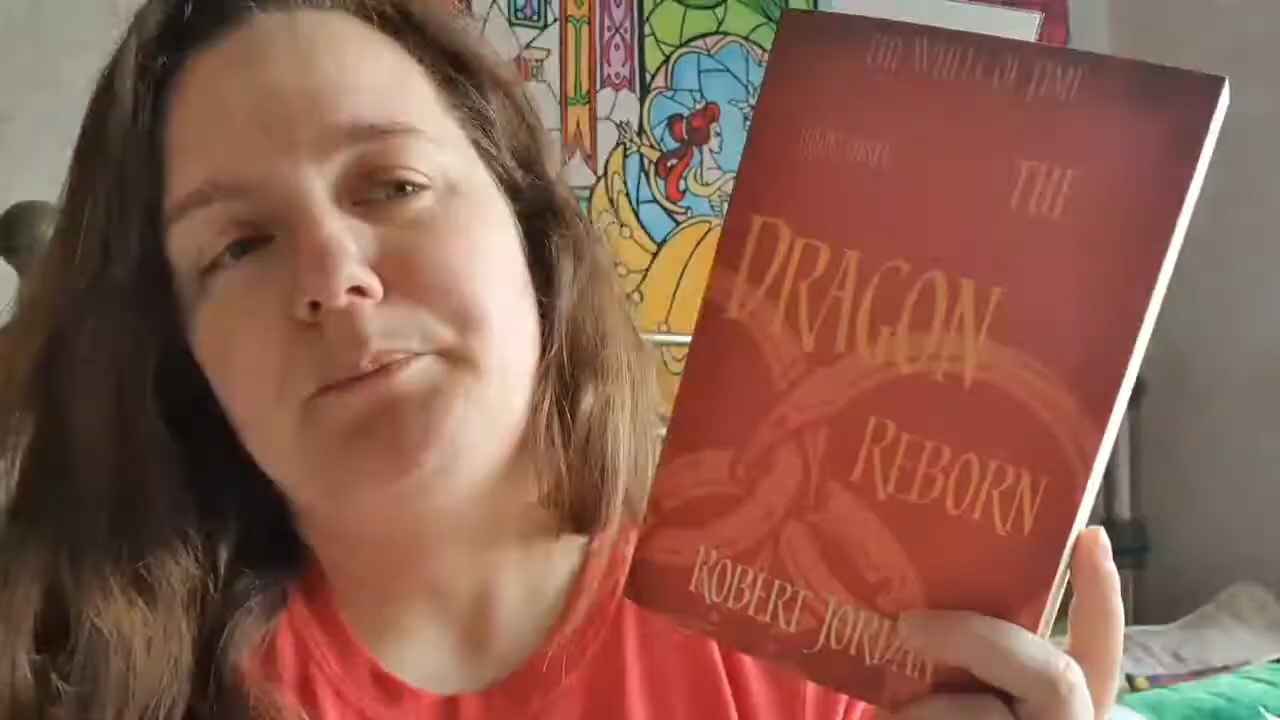 THE WHEEL OF TIME
THE
DRAGON
REBORN
ROBERT JORDAN